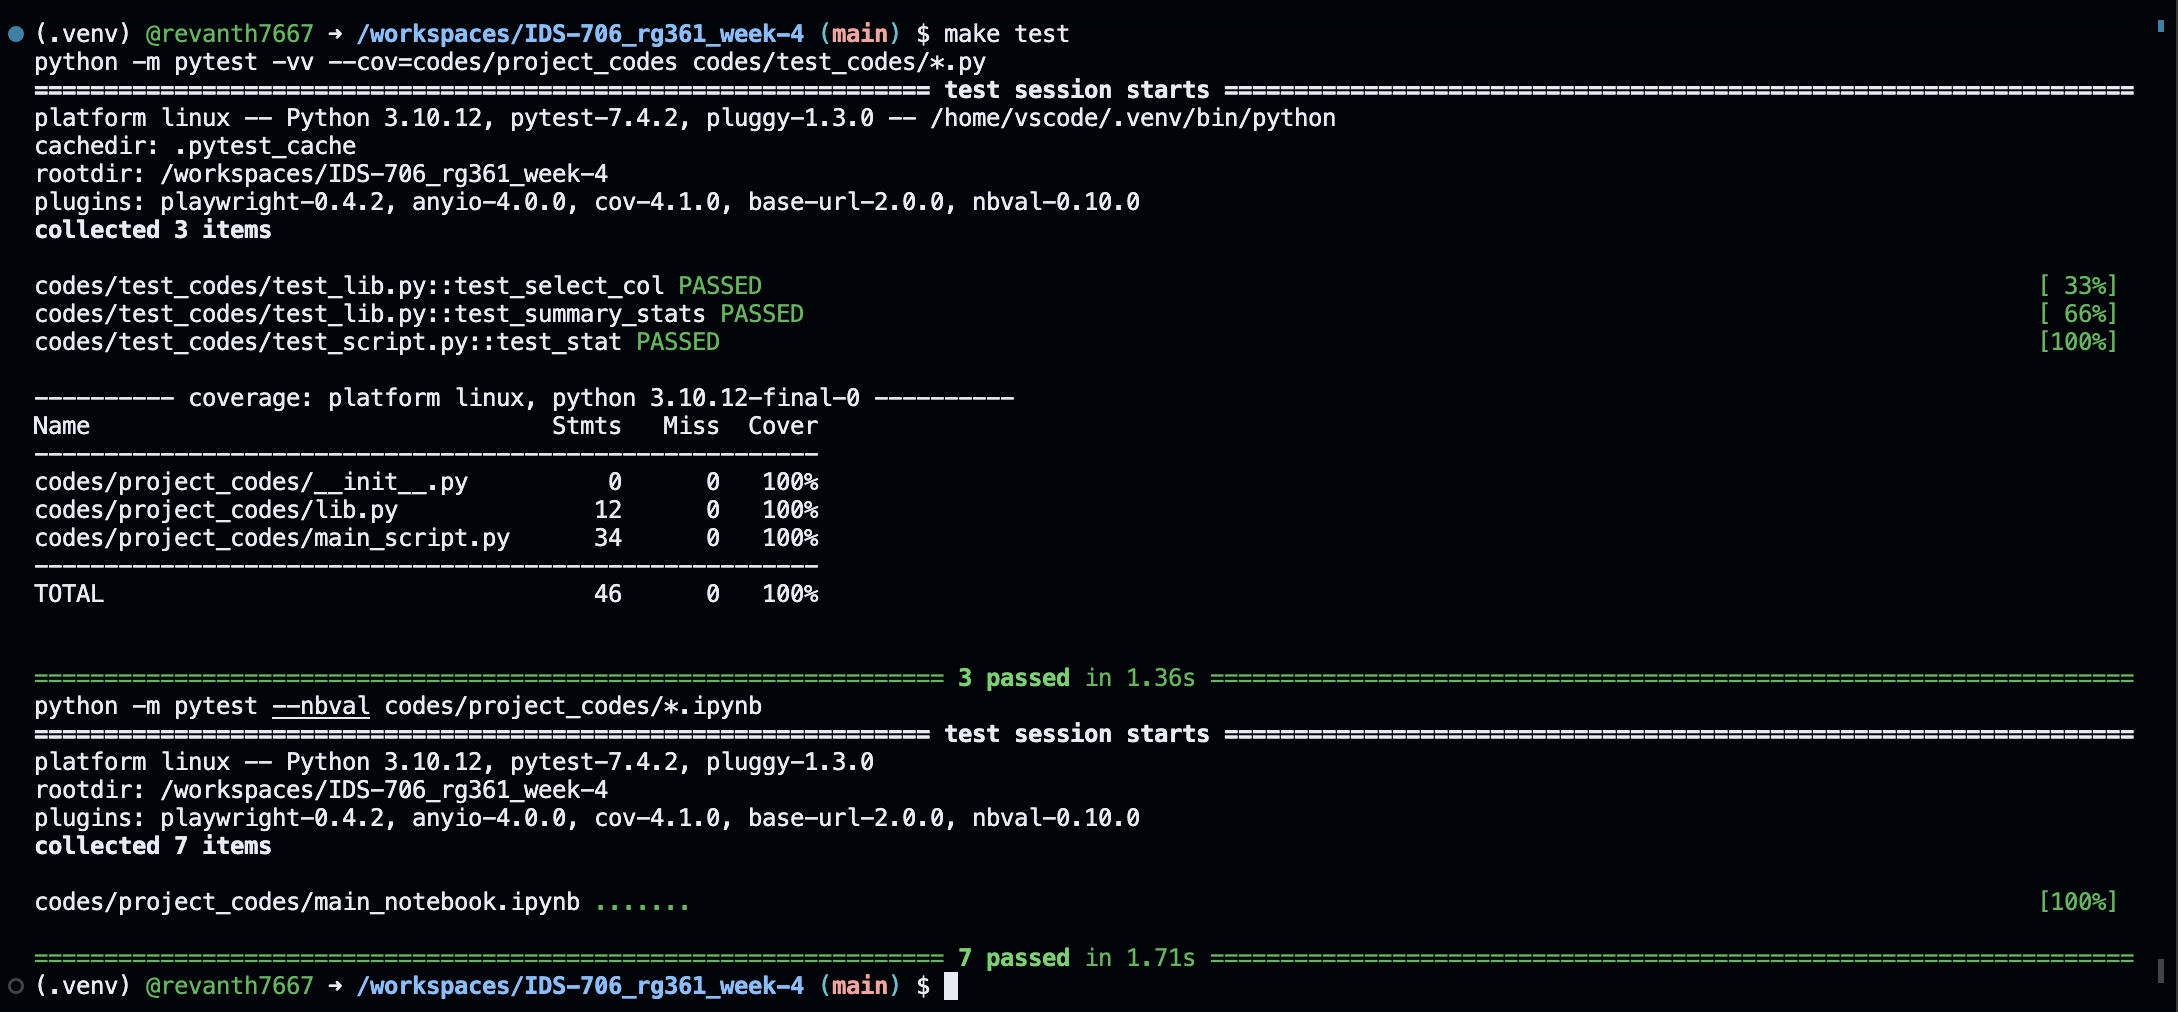 (.venv) @revanth7667 → /workspaces/IDS-706_rg361_week-4 (main) $ make test
python -m pytest -vv --cov=codes/project_codes codes/test_codes/*.py
================================================================ test session starts =================================================================
platform linux -- Python 3.10.12, pytest-7.4.2, pluggy-1.3.0 -- /home/vscode/.venv/bin/python
cachedir: .pytest_cache
rootdir: /workspaces/IDS-706_rg361_week-4
plugins: playwright-0.4.2, anyio-4.0.0, cov-4.1.0, base-url-2.0.0, nbval-0.10.0
collected 3 items
codes/test_codes/test_lib.py::test_select_col PASSED [ 33%]
codes/test_codes/test_lib.py::test_summary_stats PASSED [ 66%]
codes/test_codes/test_script.py::test_stat PASSED [100%]
---------- coverage: platform linux, python 3.10.12-final-0 ----------
Name Stmts Miss Cover
--------------------------------------------------------
codes/project_codes/__init__.py 0 0 100%
codes/project_codes/lib.py 12 0 100%
codes/project_codes/main_script.py 34 0 100%
--------------------------------------------------------
TOTAL 46 0 100%
================================================================= 3 passed in 1.36s ==================================================================
python -m pytest --nbval codes/project_codes/*.ipynb
================================================================ test session starts =================================================================
platform linux -- Python 3.10.12, pytest-7.4.2, pluggy-1.3.0
rootdir: /workspaces/IDS-706_rg361_week-4
plugins: playwright-0.4.2, anyio-4.0.0, cov-4.1.0, base-url-2.0.0, nbval-0.10.0
collected 7 items
codes/project_codes/main_notebook.ipynb ....... [100%]
================================================================= 7 passed in 1.71s ==================================================================
(.venv) @revanth7667 → /workspaces/IDS-706_rg361_week-4 (main) $